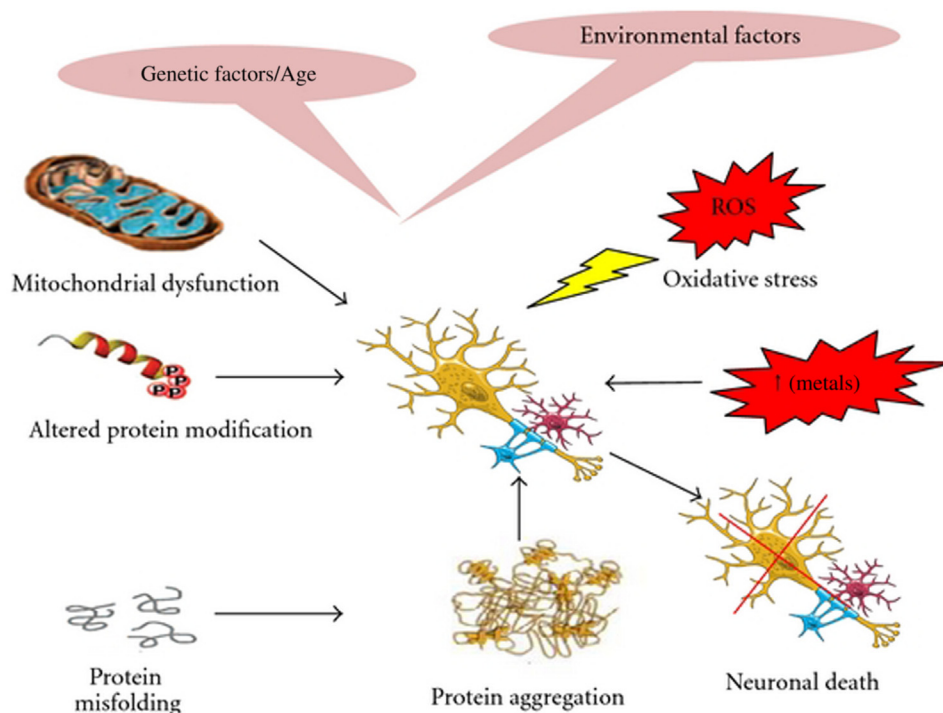 Environmental factors
Genetic factors/Age
ROS
Mitochondrial dysfunction
Oxidative stress
P
P
P
P
↑ (metals)
Altered protein modification
Protein
misfolding
Protein aggregation
Neuronal death